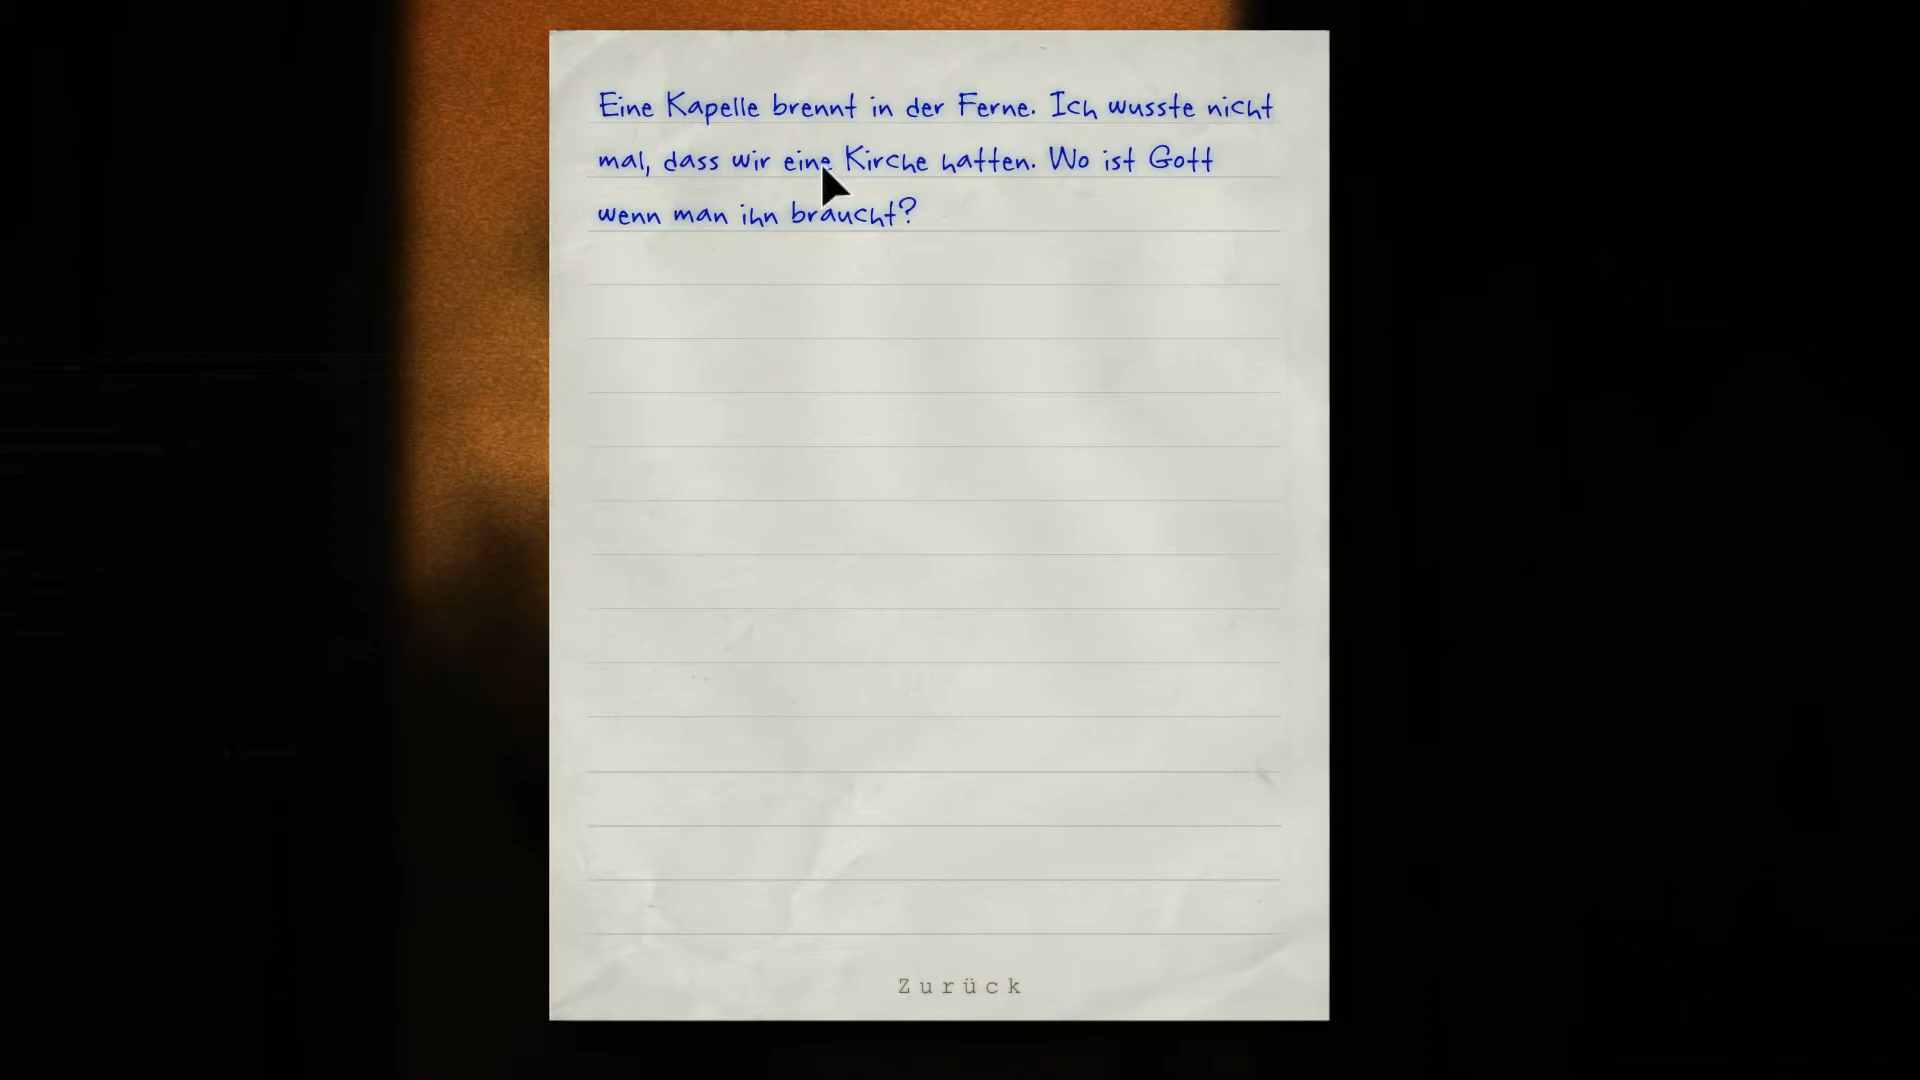 Eine Kapelle brennt in der Ferne. Ich wusste nicht
mal, dass wir eine Kirche hatten. Wo ist Gott
wenn man ihn braucht?
Zurück